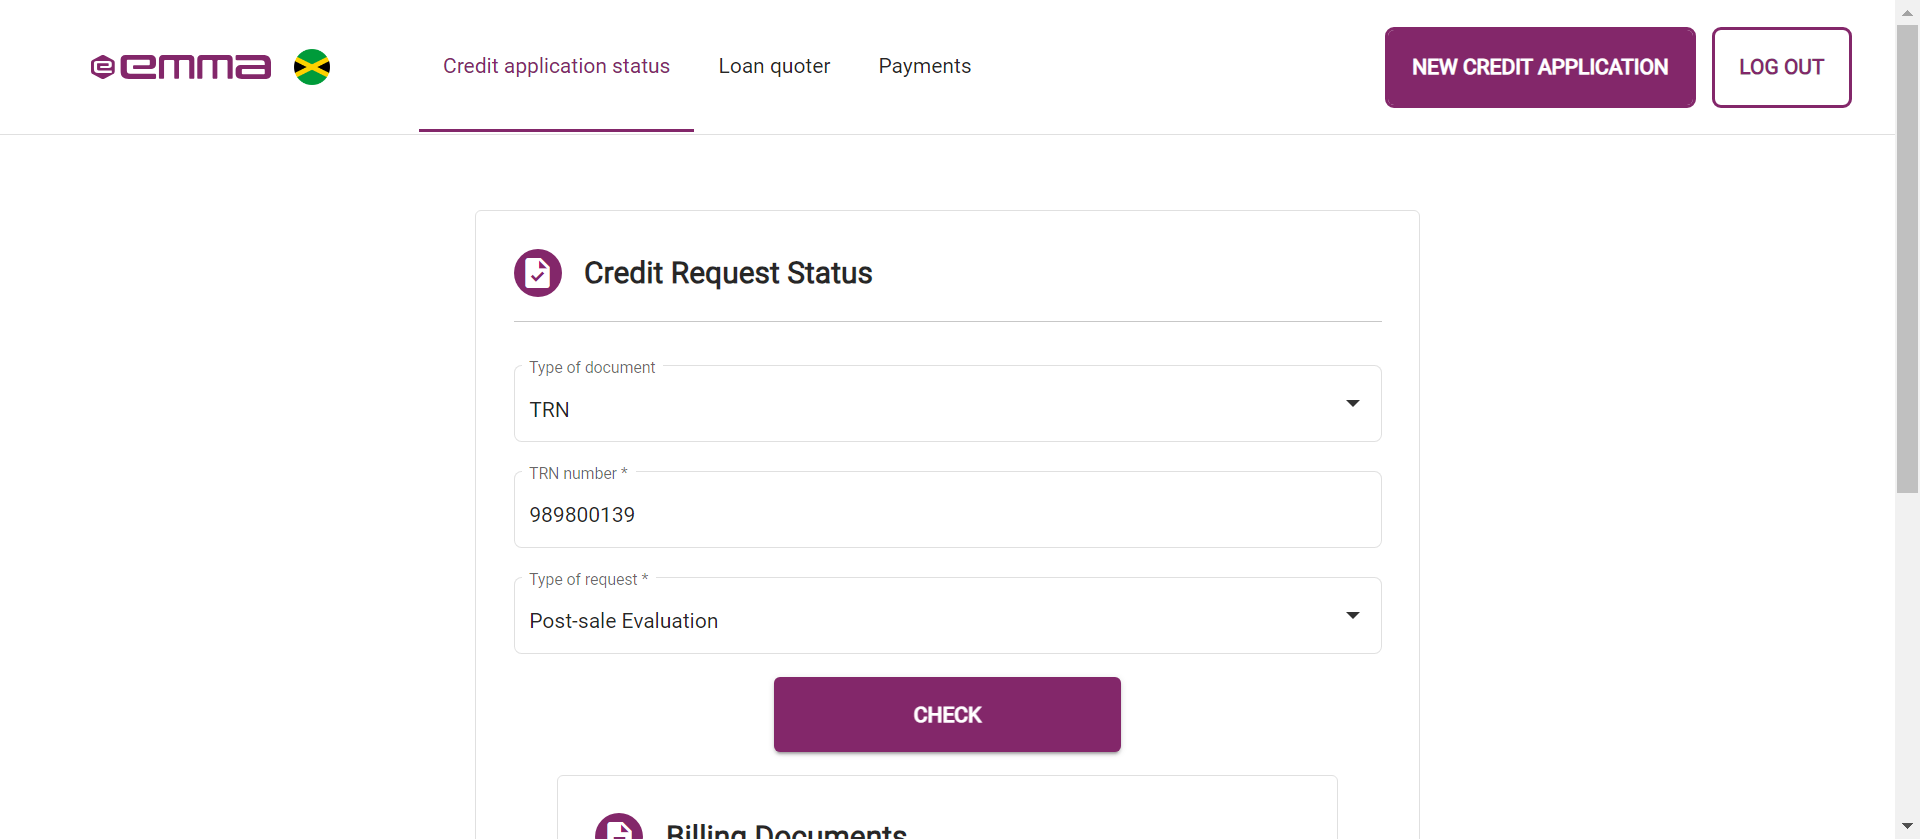 emma
Credit application status
Loan quoter
Payments
NEW CREDIT APPLICATION
LOG OUT
Credit Request Status
Type of document
TRN
TRN number *
989800139
Type of request *
Post-sale Evaluation
CHECK
Billing Documents